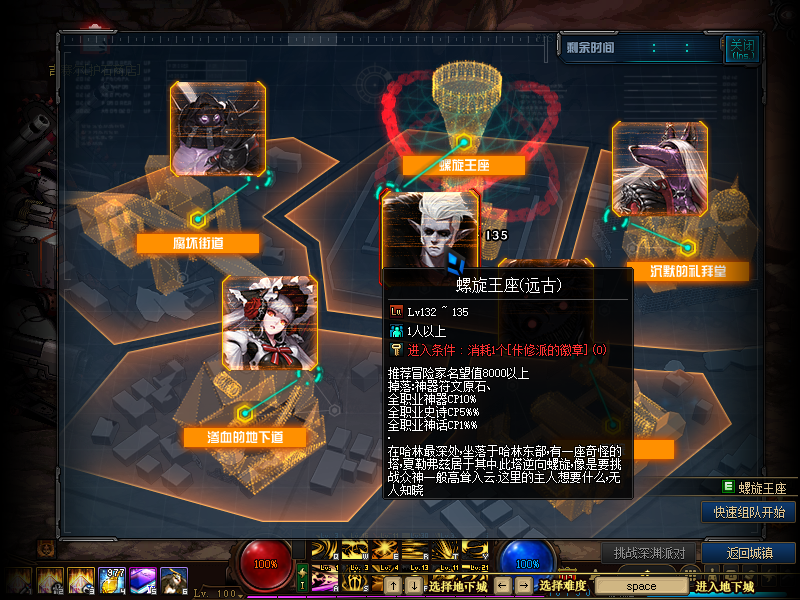 剩余时间 : :
关闭
(Ins)
螺旋王座
腐坏街道
135
沉默的礼拜堂
渗血的地下道
螺旋王座(远古)
Lv132 ~ 135
1人以上
进入条件 : 消耗1个[怍修派的徽章] (0)
推荐冒险家名望值8000以上
掉落:神器符文原石、
全职业神器CP10%
全职业史诗CP5%%
全职业神话CP1%%
.
在哈林最深处,坐落于哈林东部,有一座奇怪的
塔,夏勒弗兹居于其中.此塔逆向螺旋,像是要挑
战众神一般高耸入云.这里的主人想要什么,无
人知晓
E 螺旋王座
快速组队开始
挑战深渊派对
返回城镇
100%
100%
977
Lv. 100
选择地下城
选择难度
space
进入地下城